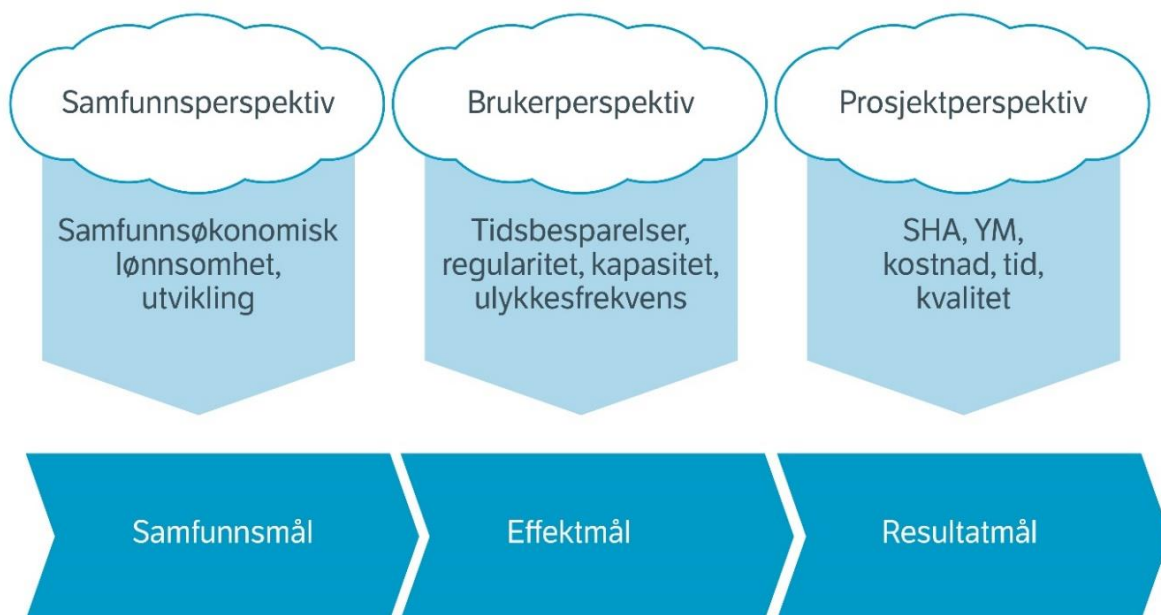 Samfunnsperspektiv
Brukerperspektiv
Prosjektperspektiv
Samfunnsøkonomisk
lønnsomhet,
utvikling
Tidsbesparelser,
regularitet, kapasitet,
ulykkesfrekvens
SHA, YM,
kostnad, tid,
kvalitet
Samfunnsmål
Effektmål
Resultatmål